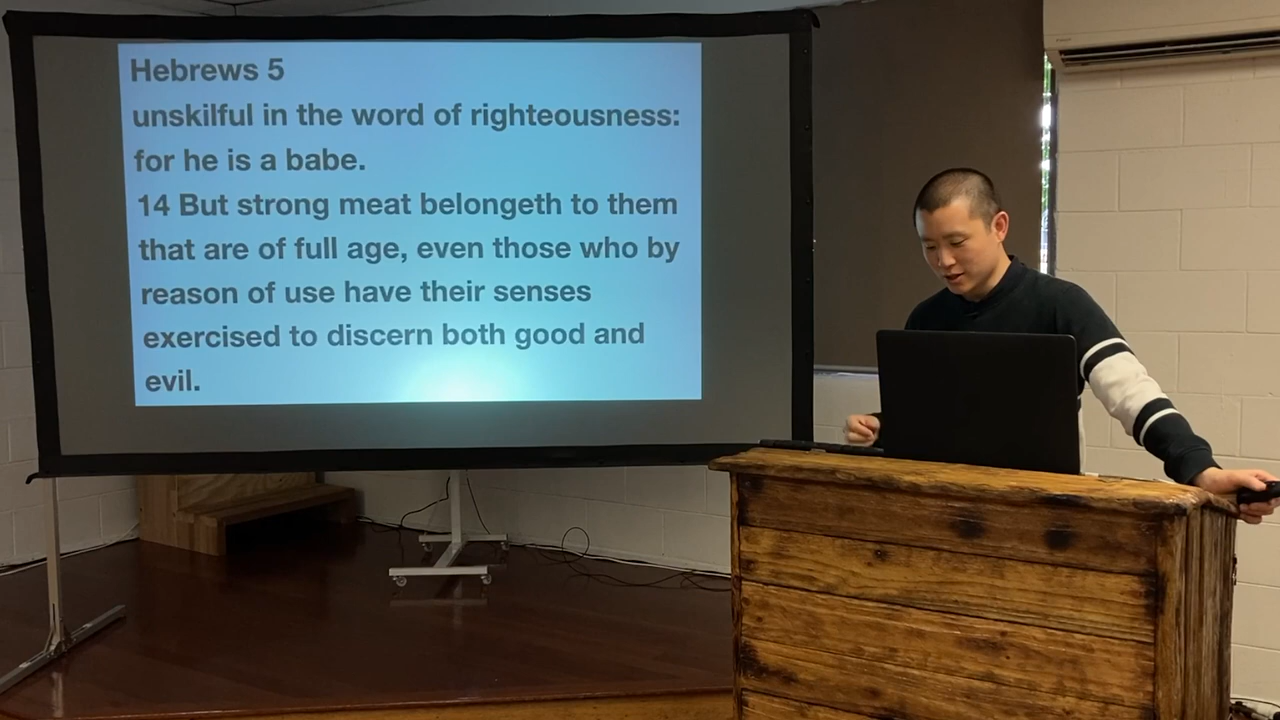 Hebrews 5
unskilful in the word of righteousness:
for he is a babe.
14 But strong meat belongeth to them
that are of full age, even those who by
reason of use have their senses
exercised to discern both good and
evil.